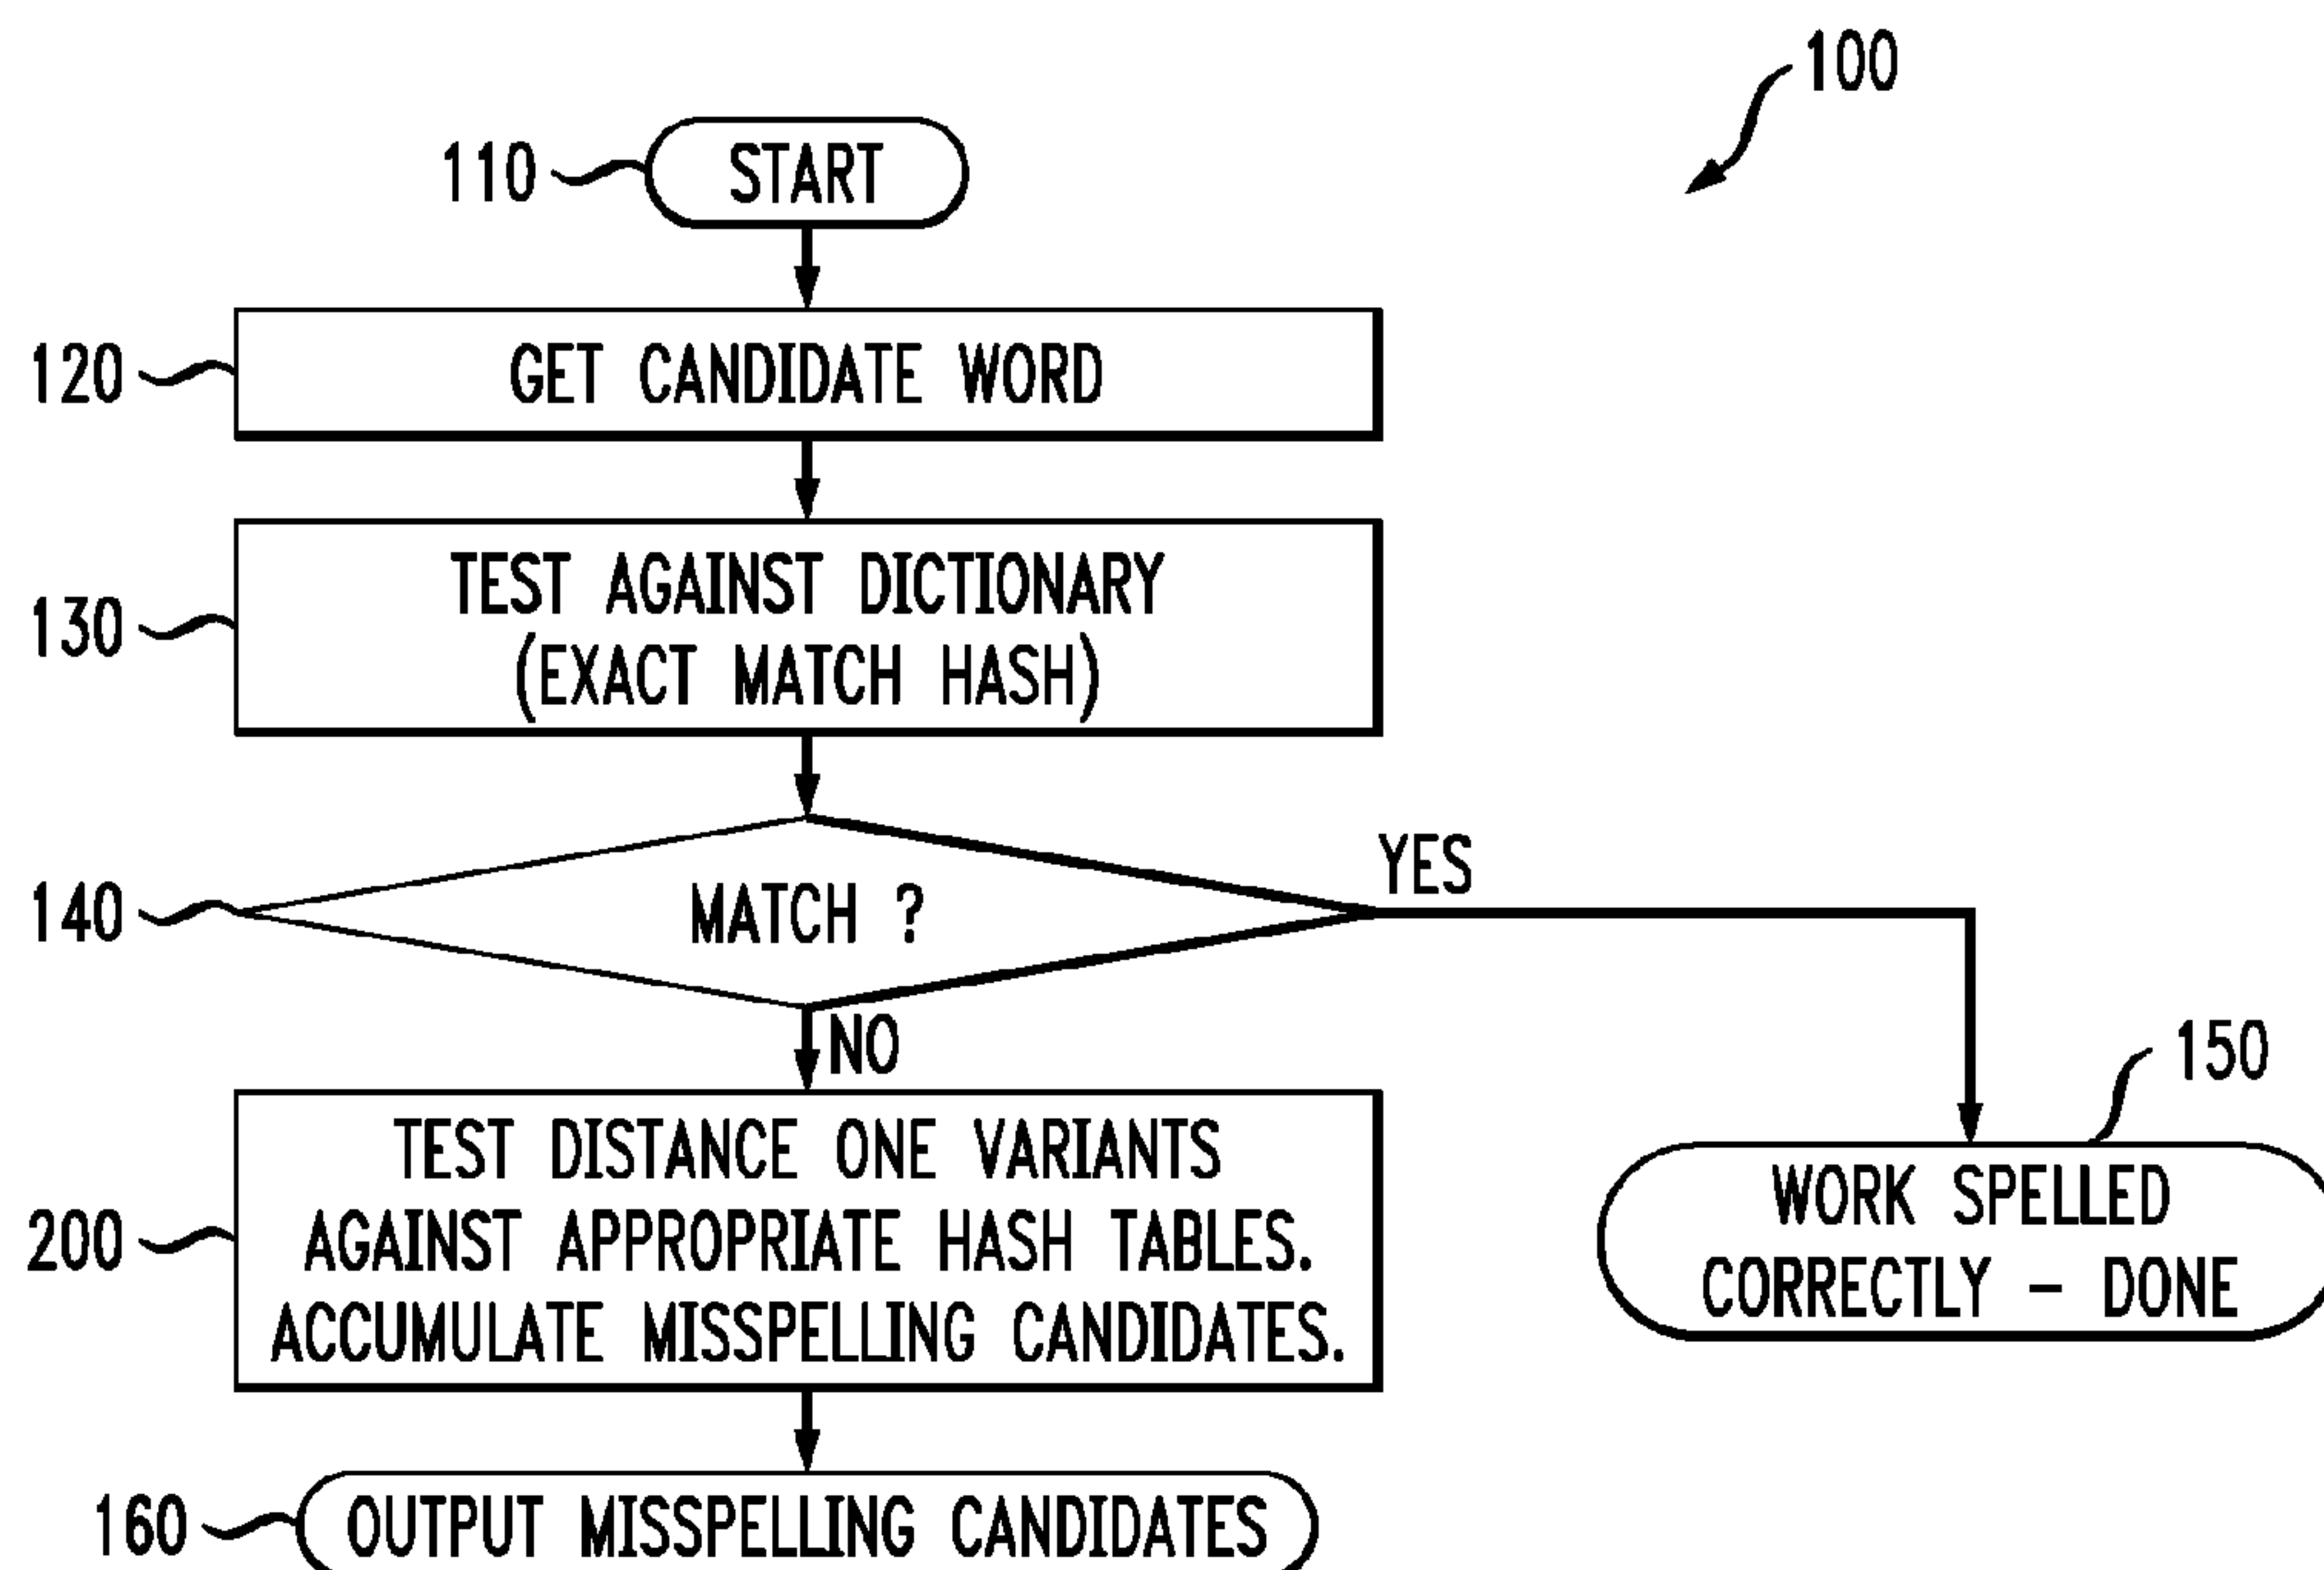 100
110 START
120 GET CANDIDATE WORD
130 TEST AGAINST DICTIONARY
(EXACT MATCH HASH)
140 MATCH ?
YES
NO
150
WORK SPELLED
CORRECTLY – DONE
200 TEST DISTANCE ONE VARIANTS
AGAINST APPROPRIATE HASH TABLES.
ACCUMULATE MISSPELLING CANDIDATES.
160 OUTPUT MISSPELLING CANDIDATES